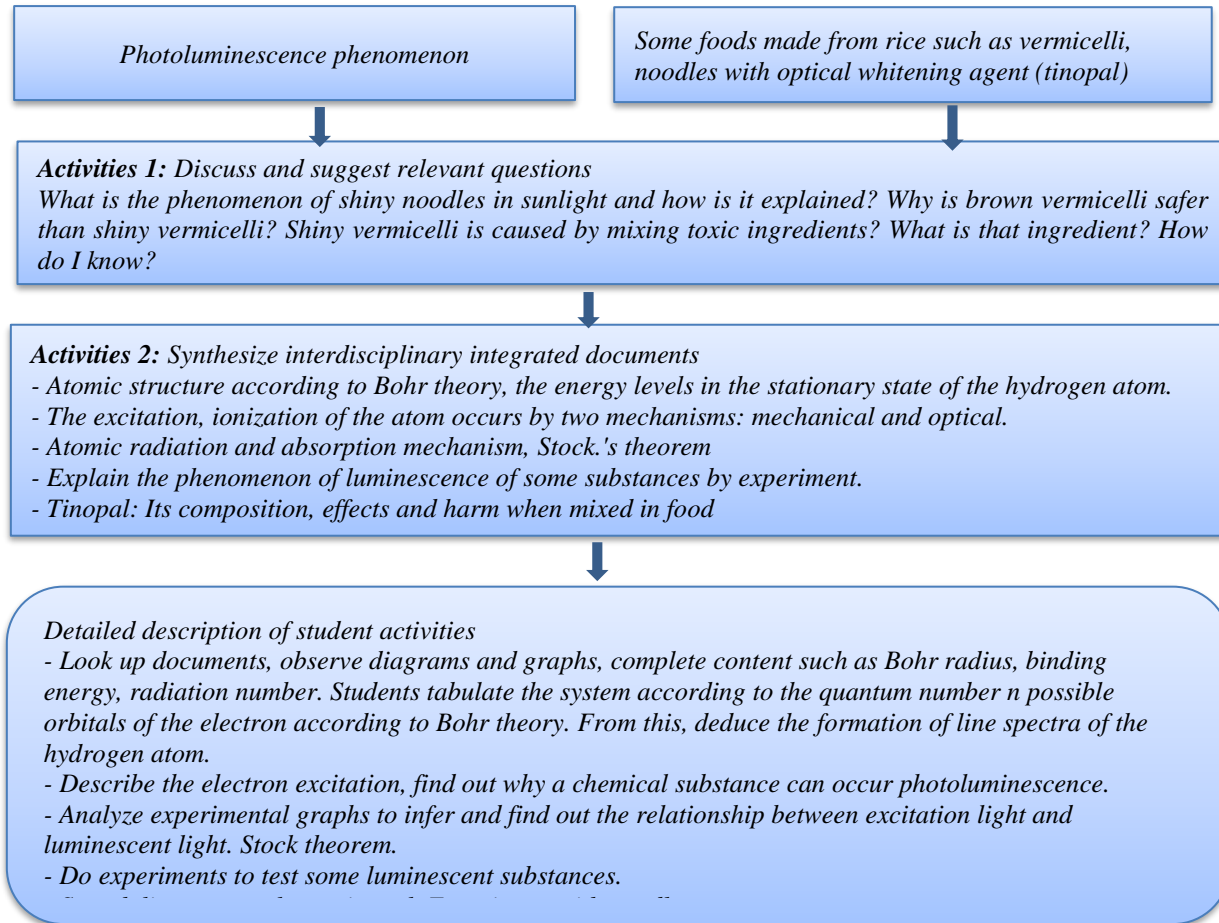 Photoluminescence phenomenon
Some foods made from rice such as vermicelli,
noodles with optical whitening agent (tinopal)
Activities 1: Discuss and suggest relevant questions
What is the phenomenon of shiny noodles in sunlight and how is it explained? Why is brown vermicelli safer
than shiny vermicelli? Shiny vermicelli is caused by mixing toxic ingredients? What is that ingredient? How
do I know?
Activities 2: Synthesize interdisciplinary integrated documents
- Atomic structure according to Bohr theory, the energy levels in the stationary state of the hydrogen atom.
- The excitation, ionization of the atom occurs by two mechanisms: mechanical and optical.
- Atomic radiation and absorption mechanism, Stock.'s theorem
- Explain the phenomenon of luminescence of some substances by experiment.
- Tinopal: Its composition, effects and harm when mixed in food
Detailed description of student activities
- Look up documents, observe diagrams and graphs, complete content such as Bohr radius, binding
energy, radiation number. Students tabulate the system according to the quantum number n possible
orbitals of the electron according to Bohr theory. From this, deduce the formation of line spectra of the
hydrogen atom.
- Describe the electron excitation, find out why a chemical substance can occur photoluminescence.
- Analyze experimental graphs to infer and find out the relationship between excitation light and
luminescent light. Stock theorem.
- Do experiments to test some luminescent substances.